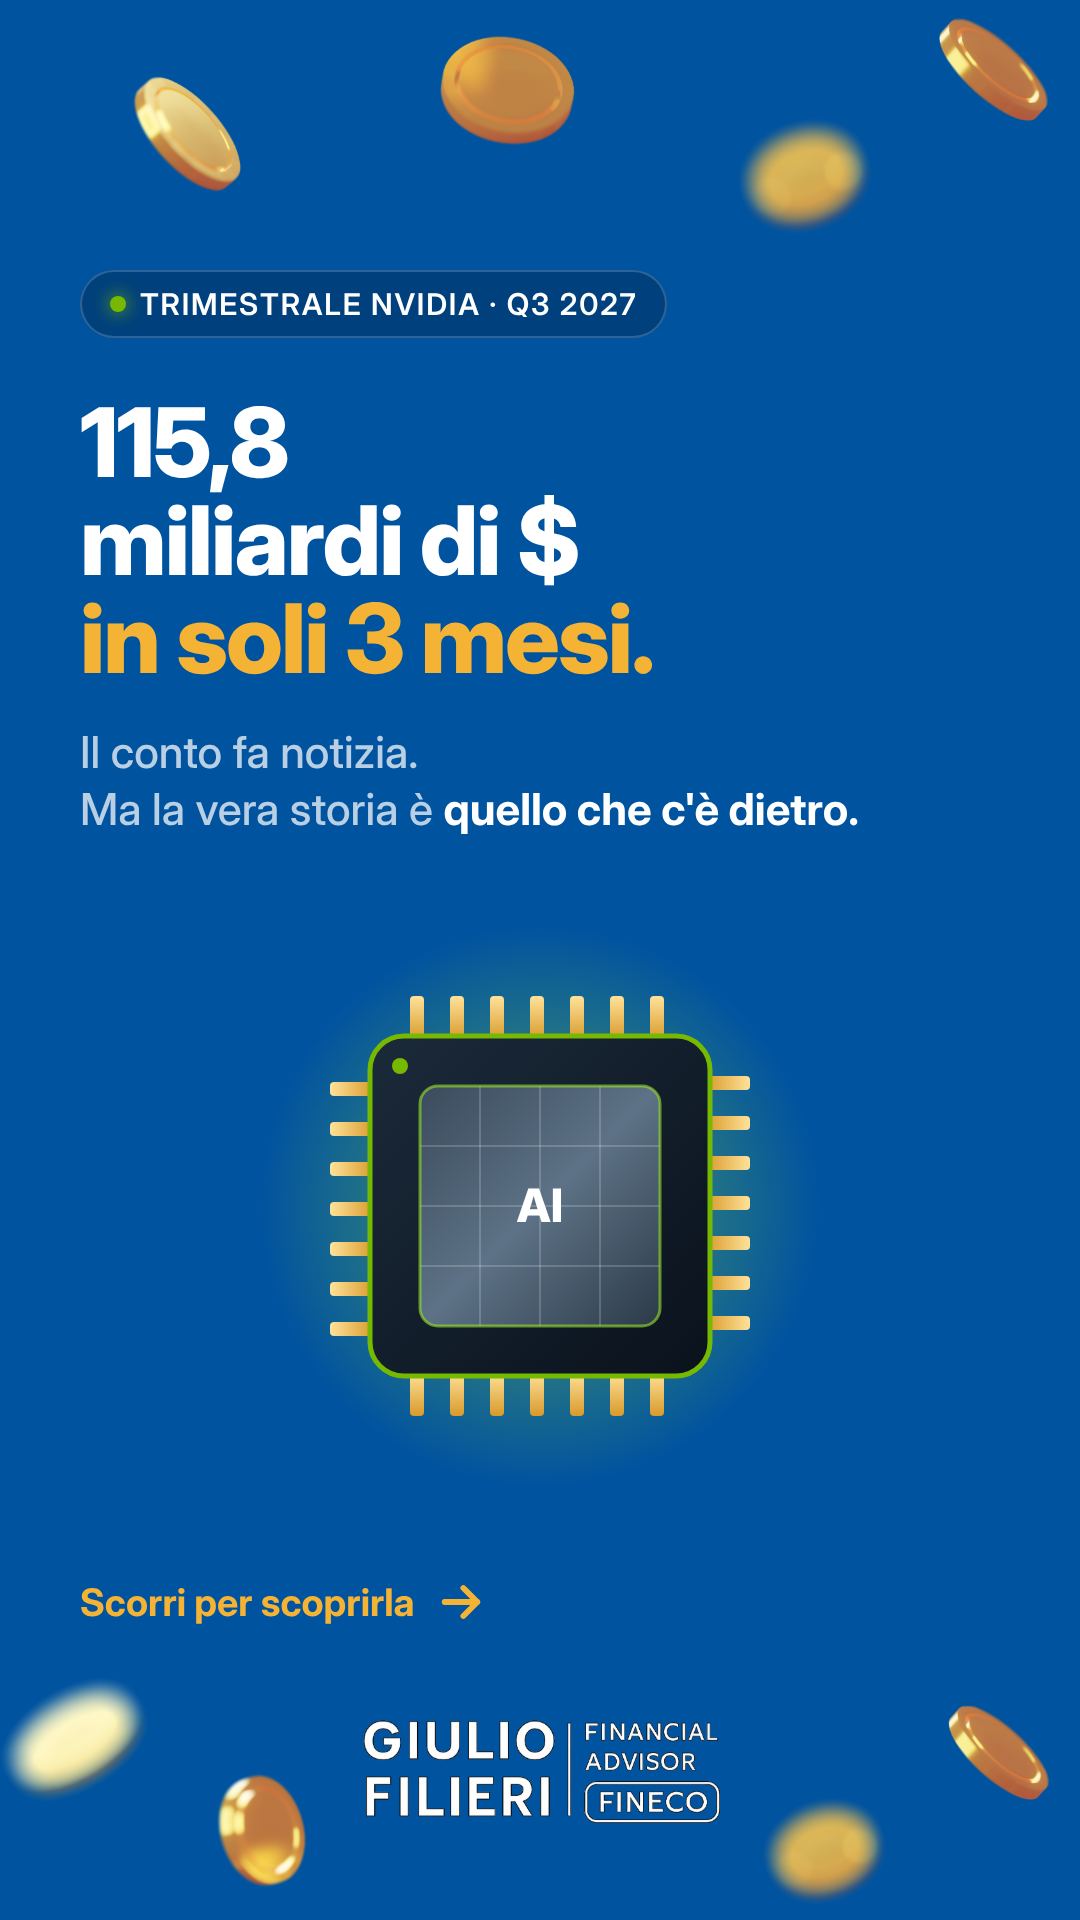 TRIMESTRALE NVIDIA · Q3 2027
115,8
miliardi di $
in soli 3 mesi.
Il conto fa notizia.
Ma la vera storia è quello che c'è dietro.
AI
Scorri per scoprirla →
GIULIO
FILIERI
FINANCIAL
ADVISOR
FINECO